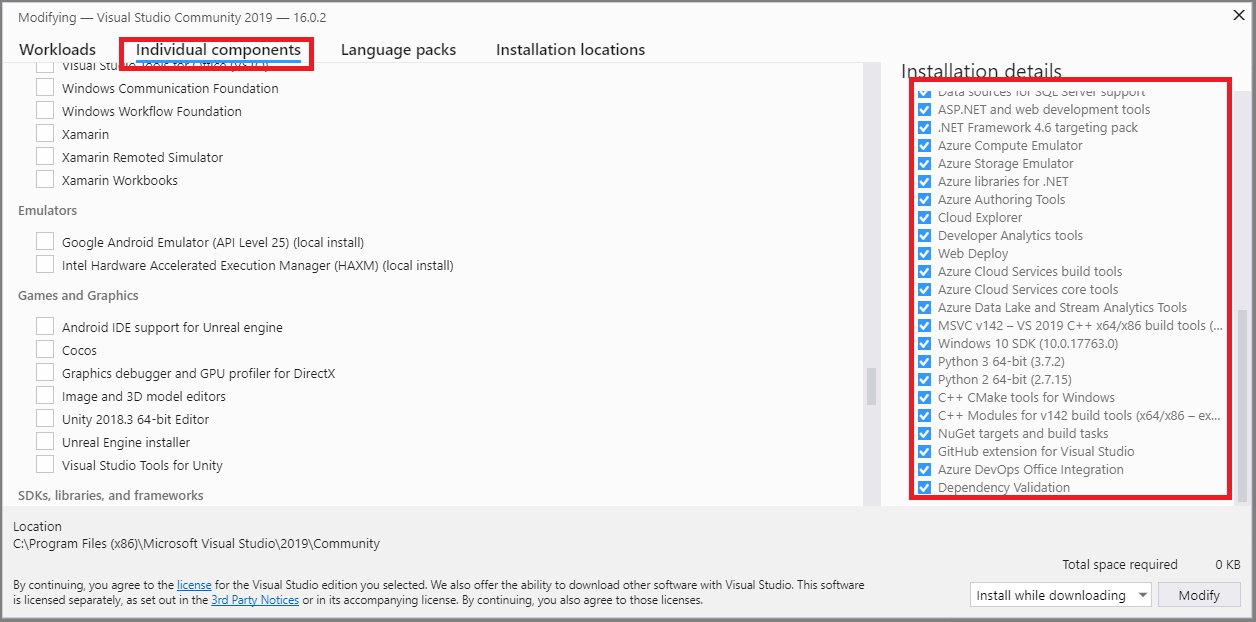 Modifying — Visual Studio Community 2019 — 16.0.2
Workloads
Individual components
Language packs
Installation locations
Visual Studio Tools for Office (VSTO)
Windows Communication Foundation
Windows Workflow Foundation
Xamarin
Xamarin Remoted Simulator
Xamarin Workbooks
Emulators
Google Android Emulator (API Level 25) (local install)
Intel Hardware Accelerated Execution Manager (HAXM) (local install)
Games and Graphics
Android IDE support for Unreal engine
Cocos
Graphics debugger and GPU profiler for DirectX
Image and 3D model editors
Unity 2018.3 64-bit Editor
Unreal Engine installer
Visual Studio Tools for Unity
SDKs, libraries, and frameworks
Installation details
Data sources for SQL Server support
ASP.NET and web development tools
.NET Framework 4.6 targeting pack
Azure Compute Emulator
Azure Storage Emulator
Azure libraries for .NET
Azure Authoring Tools
Cloud Explorer
Developer Analytics tools
Web Deploy
Azure Cloud Services build tools
Azure Cloud Services core tools
Azure Data Lake and Stream Analytics Tools
MSVC v142 – VS 2019 C++ x64/x86 build tools (...
Windows 10 SDK (10.0.17763.0)
Python 3 64-bit (3.7.2)
Python 2 64-bit (2.7.15)
C++ CMake tools for Windows
C++ Modules for v142 build tools (x64/x86 – ex...
NuGet targets and build tasks
GitHub extension for Visual Studio
Azure DevOps Office Integration
Dependency Validation
Location
C:\Program Files (x86)\Microsoft Visual Studio\2019\Community
Total space required 0 KB
By continuing, you agree to the license for the Visual Studio edition you selected. We also offer the ability to download other software with Visual Studio. This software
is licensed separately, as set out in the 3rd Party Notices or in its accompanying license. By continuing, you also agree to those licenses.
Install while downloading
Modify